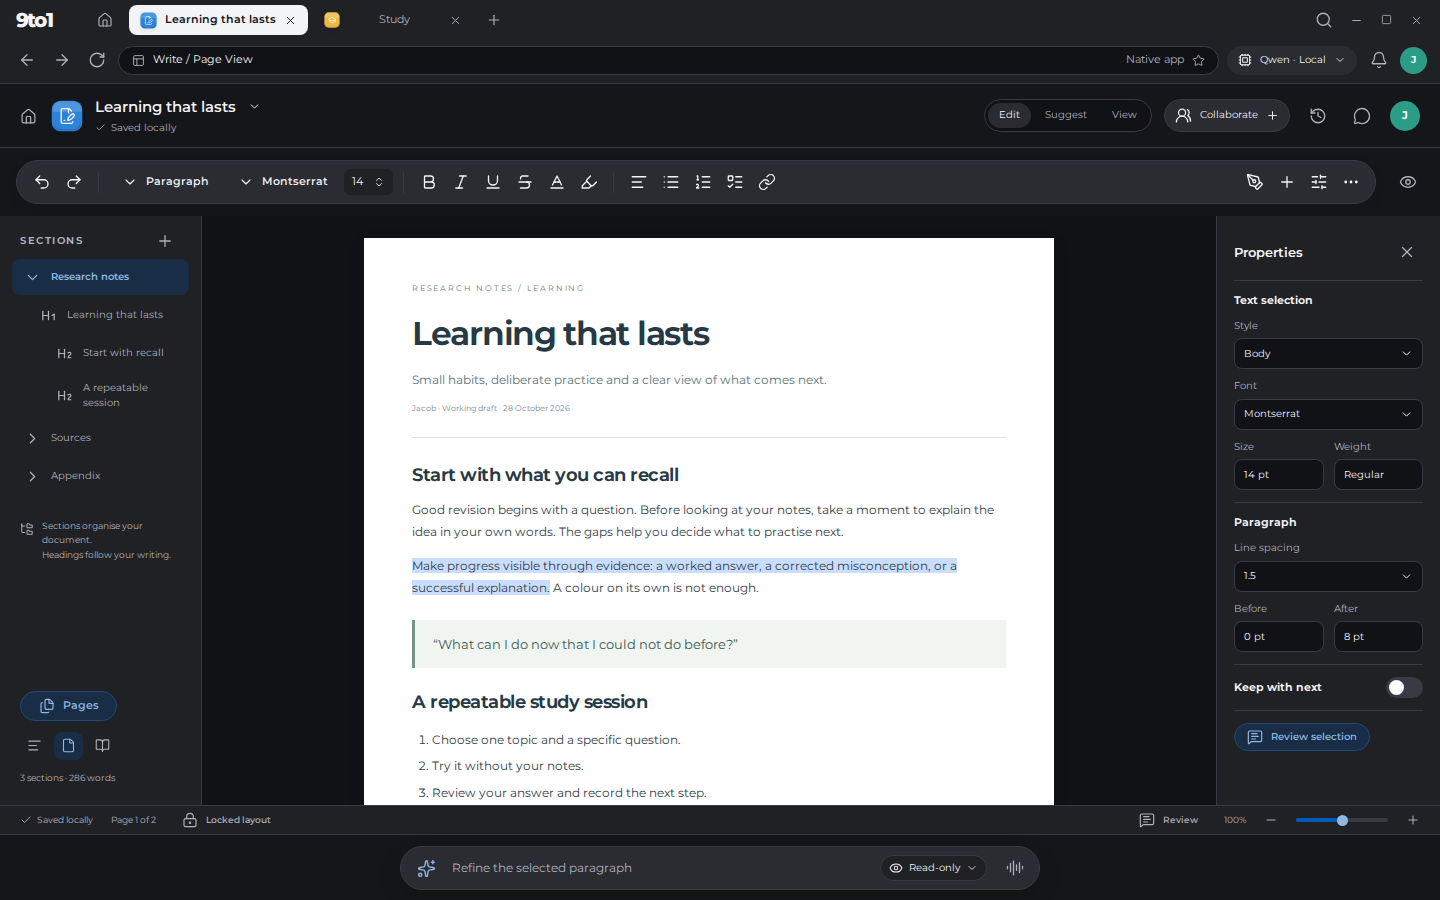 9to1
Learning that lasts
Study
Write / Page View
Native app
Qwen · Local
J
Learning that lasts
Saved locally
Edit
Suggest
View
Collaborate
J
Paragraph
Montserrat
14
SECTIONS
Research notes
H1 Learning that lasts
H2 Start with recall
H2 A repeatable
session
Sources
Appendix
Sections organise your
document.
Headings follow your writing.
Pages
3 sections · 286 words
RESEARCH NOTES / LEARNING
Learning that lasts
Small habits, deliberate practice and a clear view of what comes next.
Jacob · Working draft · 28 October 2026
Start with what you can recall
Good revision begins with a question. Before looking at your notes, take a moment to explain the
idea in your own words. The gaps help you decide what to practise next.
Make progress visible through evidence: a worked answer, a corrected misconception, or a
successful explanation. A colour on its own is not enough.
“What can I do now that I could not do before?”
A repeatable study session
1. Choose one topic and a specific question.
2. Try it without your notes.
3. Review your answer and record the next step.
Properties
Text selection
Style
Body
Font
Montserrat
Size
Weight
14 pt
Regular
Paragraph
Line spacing
1.5
Before
After
0 pt
8 pt
Keep with next
Review selection
Saved locally
Page 1 of 2
Locked layout
Review
100%
Refine the selected paragraph
Read-only